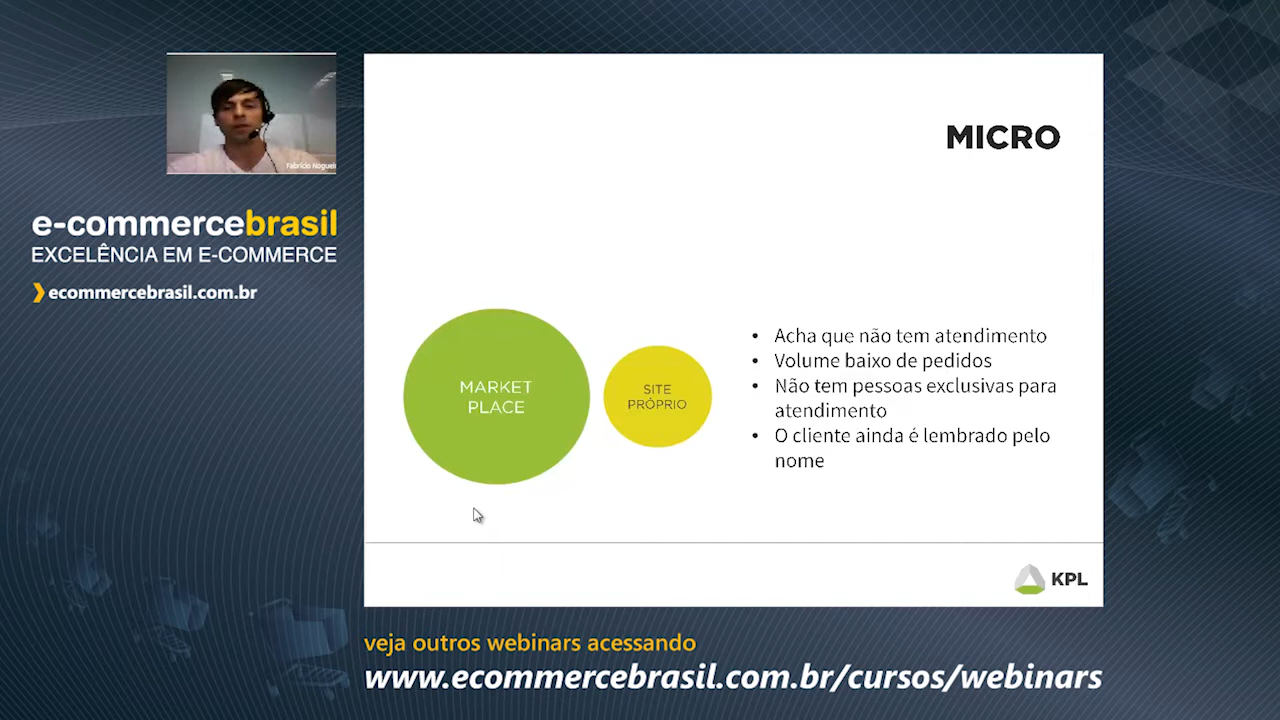 Fabrício Nogueir
e-commercebrasil
EXCELÊNCIA EM E-COMMERCE
ecommercebrasil.com.br
MICRO
MARKET
PLACE
SITE
PRÓPRIO
• Acha que não tem atendimento
• Volume baixo de pedidos
• Não tem pessoas exclusivas para
atendimento
• O cliente ainda é lembrado pelo
nome
KPL
veja outros webinars acessando
www.ecommercebrasil.com.br/cursos/webinars